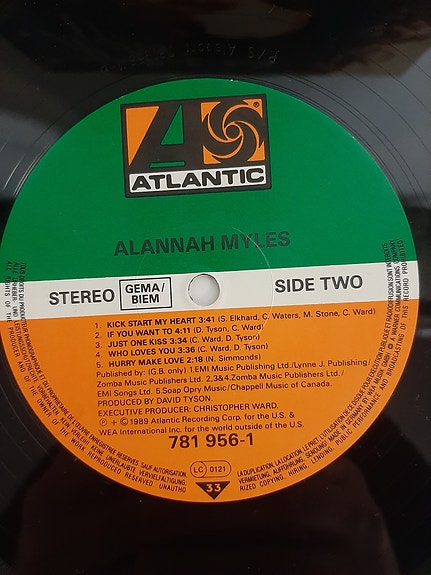 ATLANTIC
ALANNAH MYLES
STEREO GEMA/BIEM SIDE TWO
1. KICK START MY HEART 3:41 (S. Elkhard, C. Waters, M. Stone, C. Ward)
2. IF YOU WANT TO 4:11 (D. Tyson, C. Ward)
3. JUST ONE KISS 3:34 (C. Ward, D. Tyson)
4. WHO LOVES YOU 3:36 (C. Ward, D. Tyson)
5. HURRY MAKE LOVE 2:18 (N. Simmonds)
Published by: (G.B. only) 1.EMI Music Publishing Ltd/Lynne J. Publishing/
Zomba Music Publishers Ltd. 2,3&4.Zomba Music Publishers Ltd./
EMI Songs Ltd. 5.Soap Opry Music/Chappell Music of Canada.
PRODUCED BY DAVID TYSON.
EXECUTIVE PRODUCER: CHRISTOPHER WARD.
℗ + © 1989 Atlantic Recording Corp. for the U.S. &
WEA International Inc. for the world outside of the U.S.
781 956-1
LC 0121
33